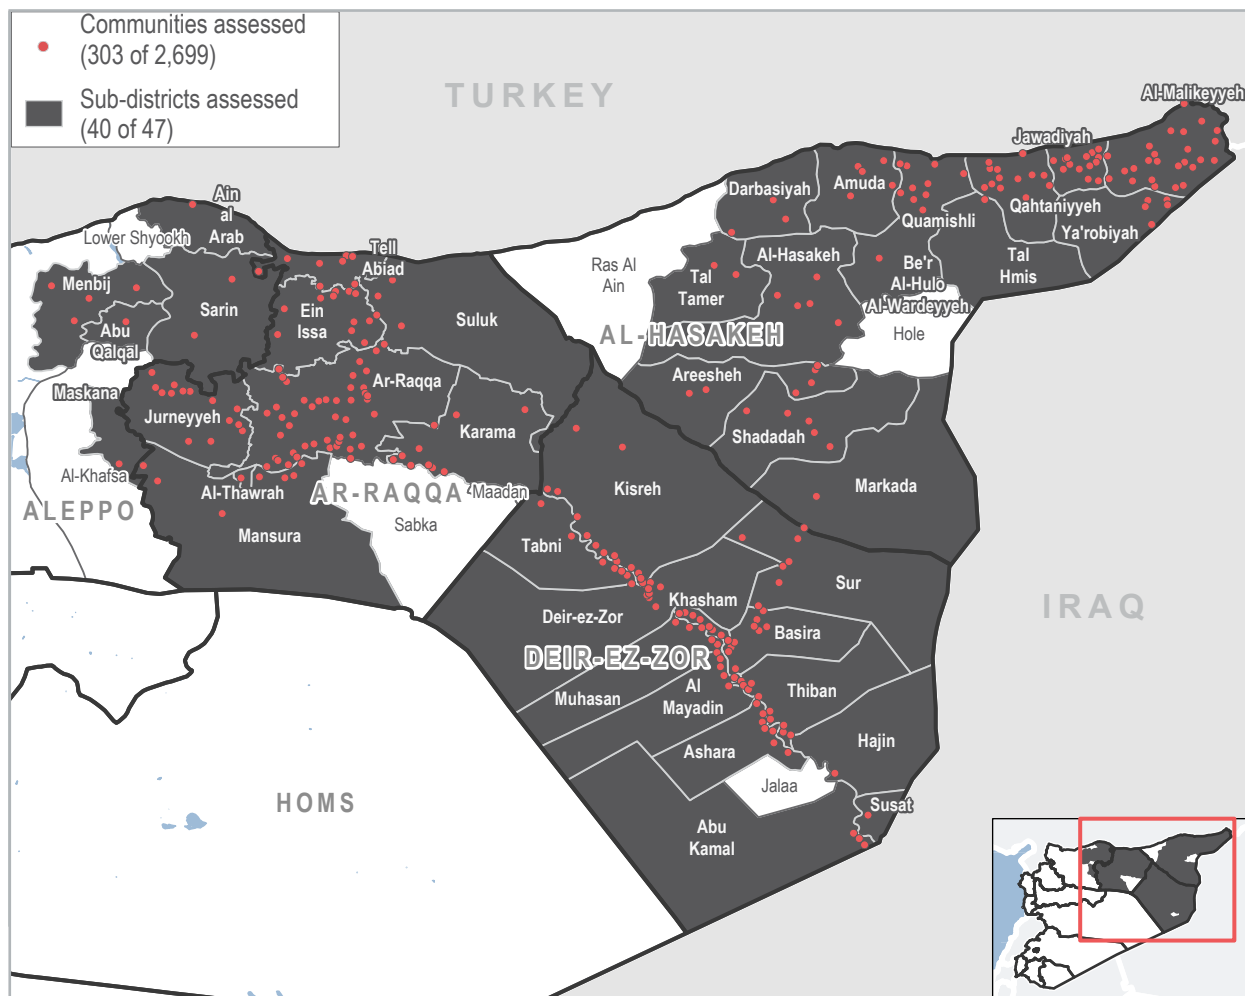 Communities assessed
(303 of 2,699)
Sub-districts assessed
(40 of 47)
TURKEY
Al-Malikeyyeh
Jawadiyah
Darbasiyah
Amuda
Quamishli
Qahtaniyyeh
Ya'robiyah
Tal
Hmis
Be'r
Al-Hulo
Al-Wardeyyeh
Hole
Al-Hasakeh
Tal
Tamer
Ras Al
Ain
AL-HASAKEH
Ain
al
Arab
Lower Shyookh
Tell
Abiad
Menbij
Sarin
Ein
Issa
Suluk
Abu
Qalqal
Maskana
Jurneyyeh
Ar-Raqqa
Karama
Areesheh
Shadadah
Markada
Al-Khafsa
ALEPPO
Al-Thawrah
AR-RAQQA
Maadan
Sabka
Mansura
Kisreh
Tabni
Sur
Khasham
Deir-ez-Zor
Basira
DEIR-EZ-ZOR
IRAQ
Muhasan
Al
Mayadin
Thiban
Ashara
Hajin
Jalaa
Susat
Abu
Kamal
HOMS